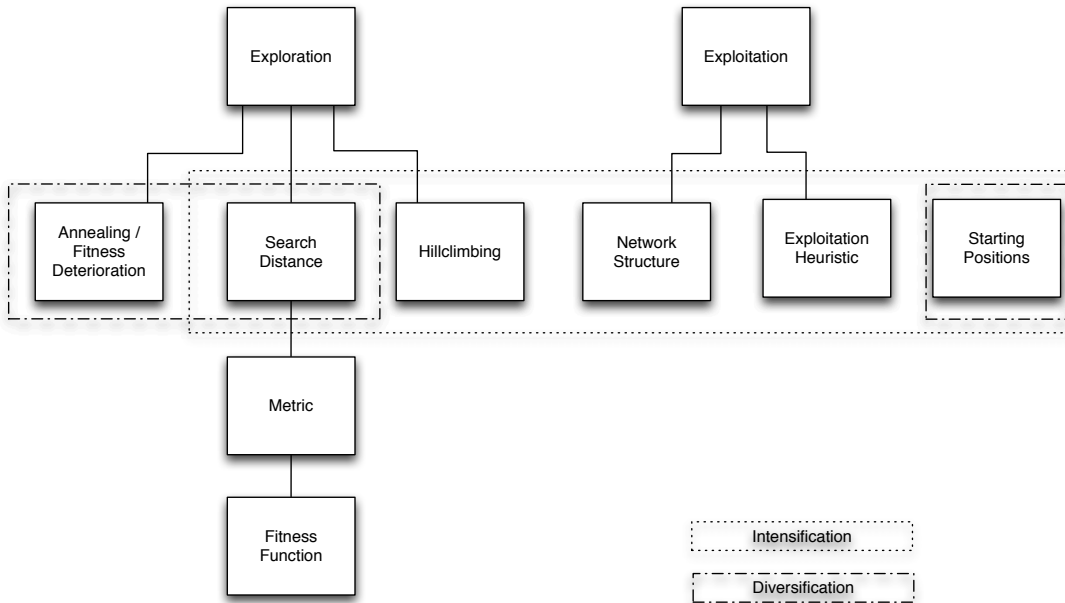 Exploration
Exploitation
Annealing /
Fitness
Deterioration
Search
Distance
Hillclimbing
Network
Structure
Exploitation
Heuristic
Starting
Positions
Metric
Fitness
Function
Intensification
Diversification